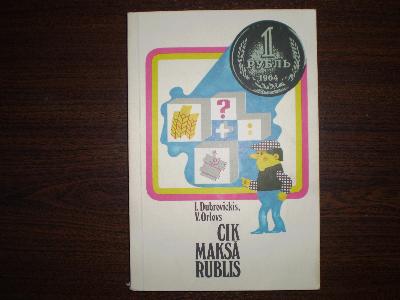 1
РУБЛЬ
1964
?
+ :
I. Dubrovickis,
V. Orlovs
CIK
MAKSĀ
RUBLIS